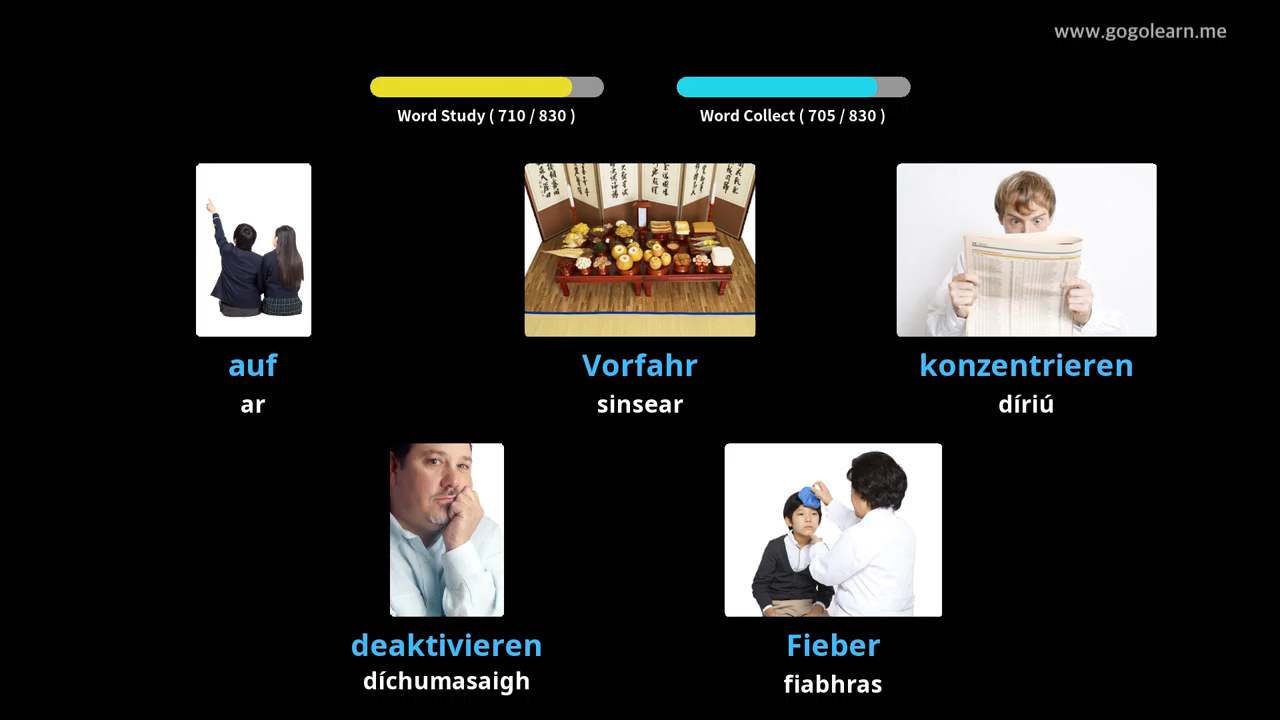 www.gogolearn.me
Word Study ( 710 / 830 )
Word Collect ( 705 / 830 )
auf
ar
Vorfahr
sinsear
konzentrieren
díriú
deaktivieren
díchumasaigh
Fieber
fiabhras